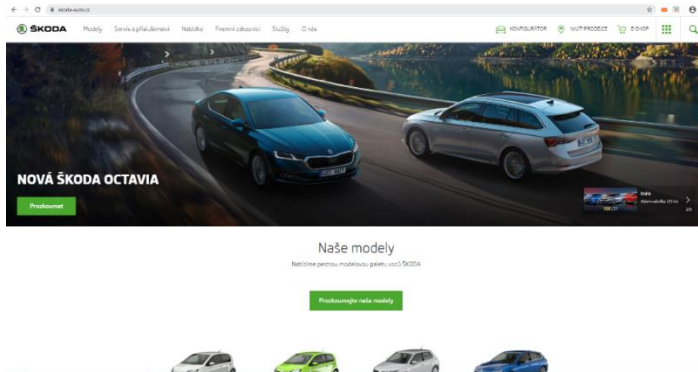 skoda-auto.cz
ŠKODA Modely Servis a příslušenství Nabídka Firemní zákazníci Služby O nás KONFIGURÁTOR NAJÍT PRODEJCE E-SHOP
NOVÁ ŠKODA OCTAVIA
Prozkoumat
Naše modely
Nabízíme pestrou modelovou paletu vozů ŠKODA
Prozkoumejte naše modely